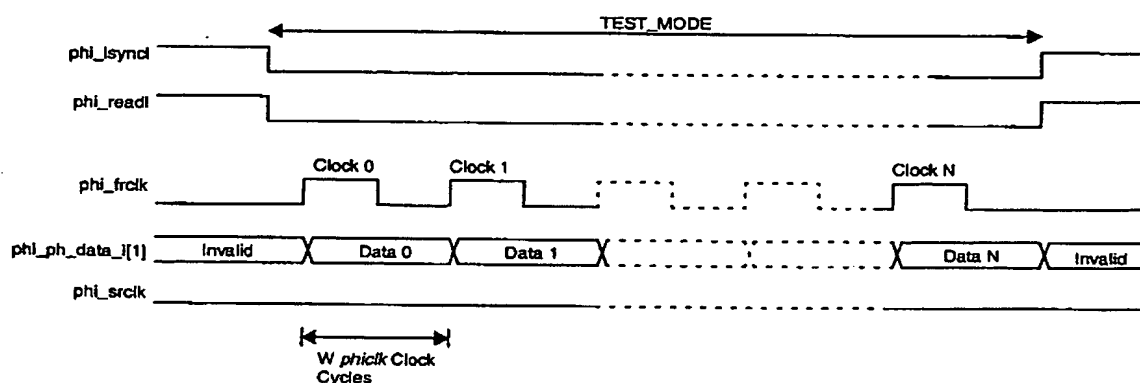 TEST_MODE
phi_lsyncl
phi_readl
Clock 0 Clock 1 Clock N
phi_frclk
phi_ph_data_i[1] Invalid Data 0 Data 1 Data N Invalid
phi_srclk
W phiclk Clock
Cycles